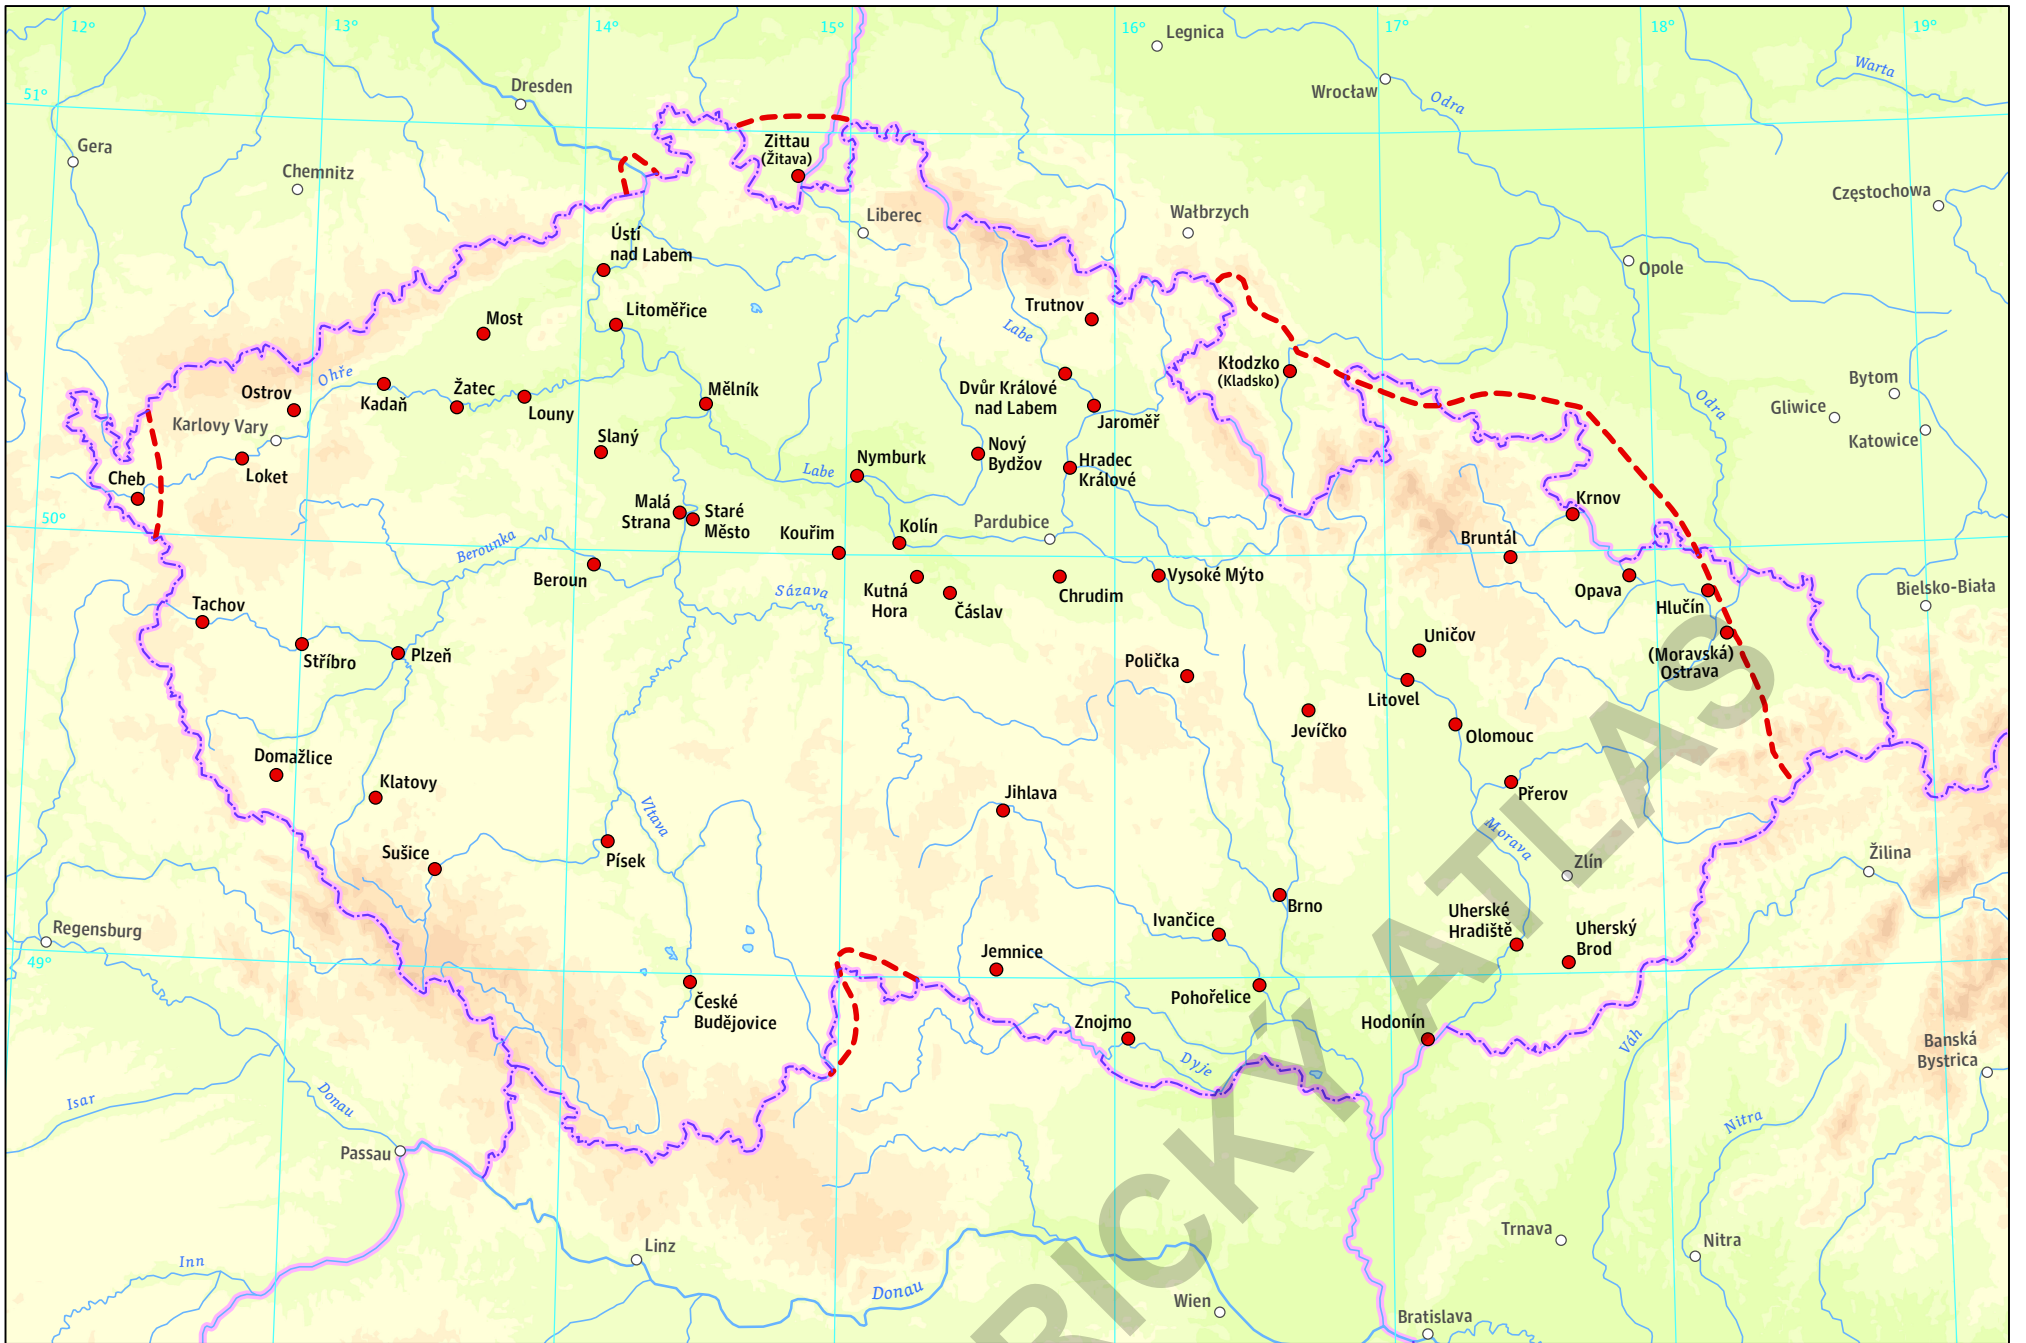 12°
13°
14°
15°
16°
17°
18°
19°
51°
50°
49°
Legnica
Warta
Dresden
Wrocław
Odra
Gera
Chemnitz
Zittau
(Žitava)
Częstochowa
Liberec
Wałbrzych
Ústí
nad Labem
Opole
Most
Litoměřice
Trutnov
Labe
Ohře
Ostrov
Kadaň
Žatec
Louny
Mělník
Dvůr Králové
nad Labem
Jaroměř
Kłodzko
(Kladsko)
Odra
Bytom
Gliwice
Katowice
Karlovy Vary
Loket
Cheb
Slaný
Labe
Nymburk
Nový
Bydžov
Hradec
Králové
Malá
Strana
Staré
Město
Kouřim
Kolín
Pardubice
Krnov
Bruntál
Berounka
Beroun
Sázava
Kutná
Hora
Čáslav
Chrudim
Vysoké Mýto
Opava
Hlučín
Bielsko-Biała
Tachov
Stříbro
Plzeň
Polička
Uničov
Litovel
(Moravská)
Ostrava
Jevíčko
Olomouc
Domažlice
Klatovy
Přerov
Vltava
Jihlava
Morava
Sušice
Písek
Zlín
Žilina
Regensburg
Brno
Ivančice
Uherské
Hradiště
Uherský
Brod
Jemnice
České
Budějovice
Pohořelice
Znojmo
Hodonín
Dyje
Váh
Banská
Bystrica
Isar
Donau
Nitra
Passau
Inn
Linz
Donau
Wien
Trnava
Nitra
Bratislava
RICKÝ ATLAS